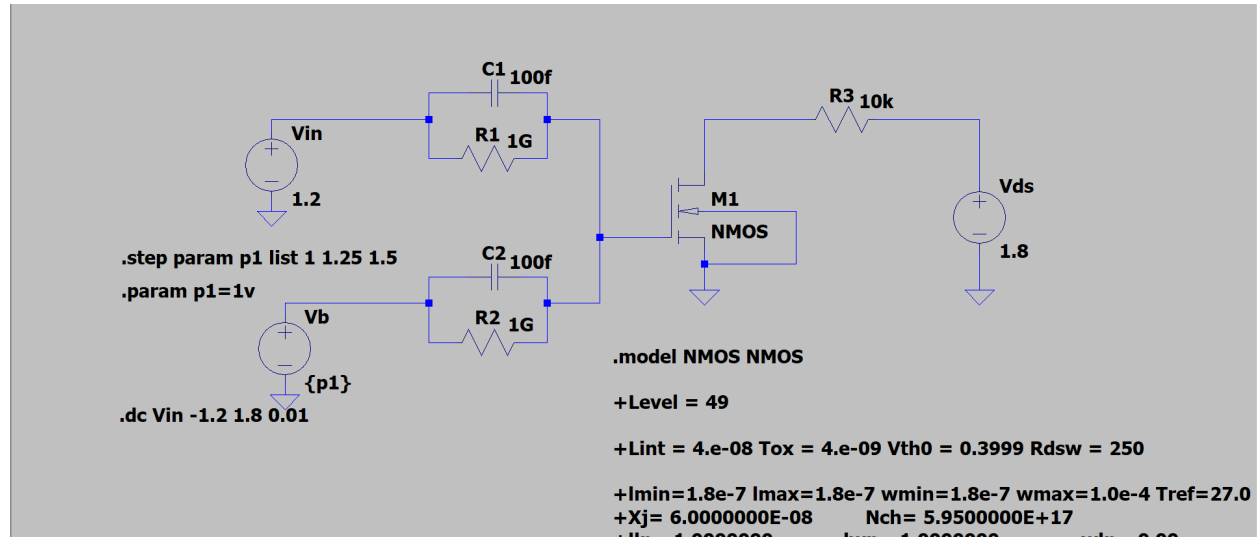 C1 100f
R3 10k
Vin
R1 1G
1.2
Vds
M1
NMOS
1.8
.step param p1 list 1 1.25 1.5
C2 100f
.param p1=1v
Vb
R2 1G
{p1}
.model NMOS NMOS
.dc Vin -1.2 1.8 0.01
+Level = 49
+Lint = 4.e-08 Tox = 4.e-09 Vth0 = 0.3999 Rdsw = 250
+lmin=1.8e-7 lmax=1.8e-7 wmin=1.8e-7 wmax=1.0e-4 Tref=27.0
+Xj= 6.0000000E-08 Nch= 5.9500000E+17